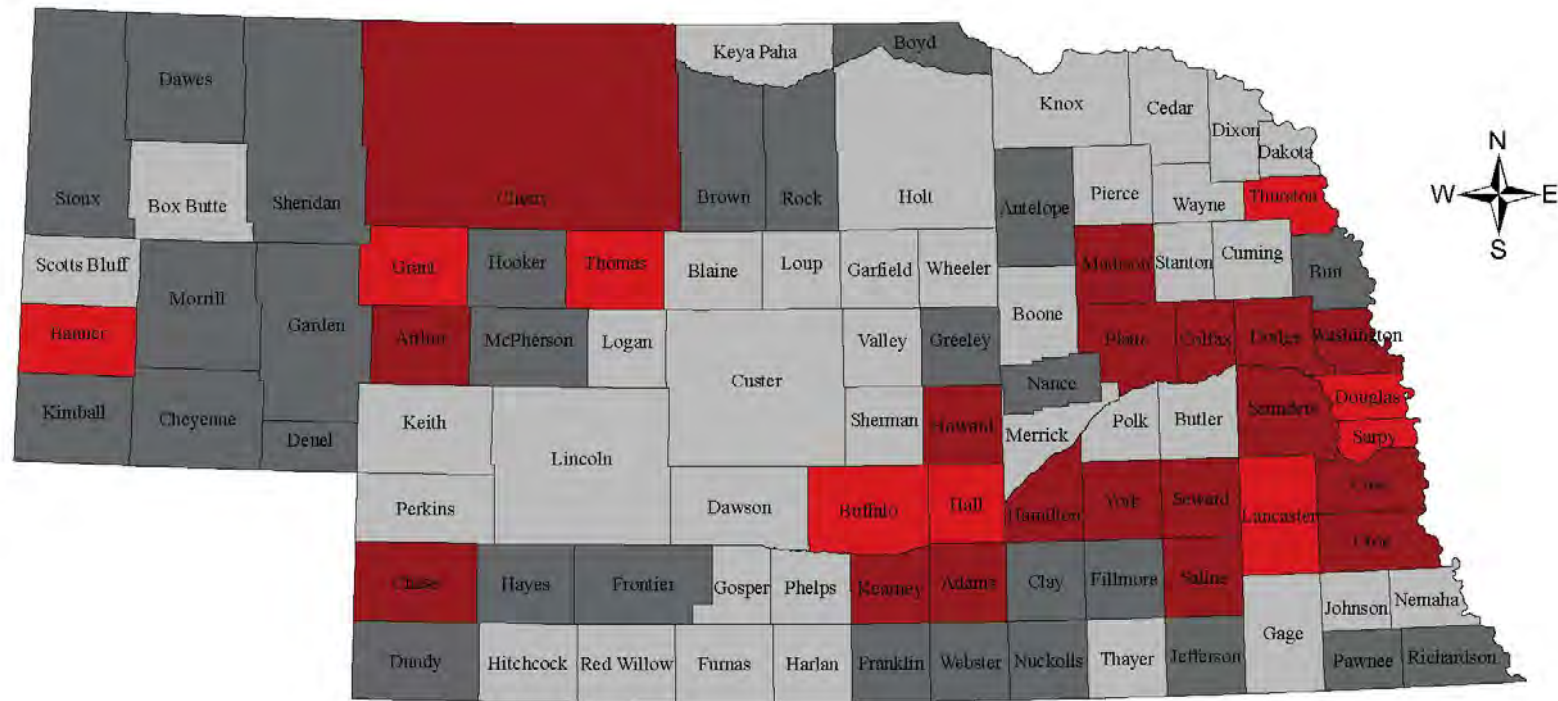 Keya Paha
Boyd
Dawes
Knox
Cedar
Dixon
Dakota
N
W
E
S
Sioux
Box Butte
Sheridan
Cherry
Brown
Rock
Holt
Antelope
Pierce
Wayne
Thurston
Scotts Bluff
Grant
Hooker
Thomas
Blaine
Loup
Garfield
Wheeler
Madison
Stanton
Cuming
Burt
Morrill
Garden
Boone
Banner
Arthur
McPherson
Logan
Valley
Greeley
Platte
Colfax
Dodge
Washington
Custer
Nance
Kimball
Cheyenne
Deuel
Keith
Lincoln
Sherman
Howard
Merrick
Polk
Butler
Saunders
Douglas
Sarpy
Perkins
Dawson
Buffalo
Hall
Hamilton
York
Seward
Lancaster
Cass
Otoe
Chase
Hayes
Frontier
Gosper
Phelps
Kearney
Adams
Clay
Fillmore
Saline
Johnson
Nemaha
Gage
Dundy
Hitchcock
Red Willow
Furnas
Harlan
Franklin
Webster
Nuckolls
Thayer
Jefferson
Pawnee
Richardson